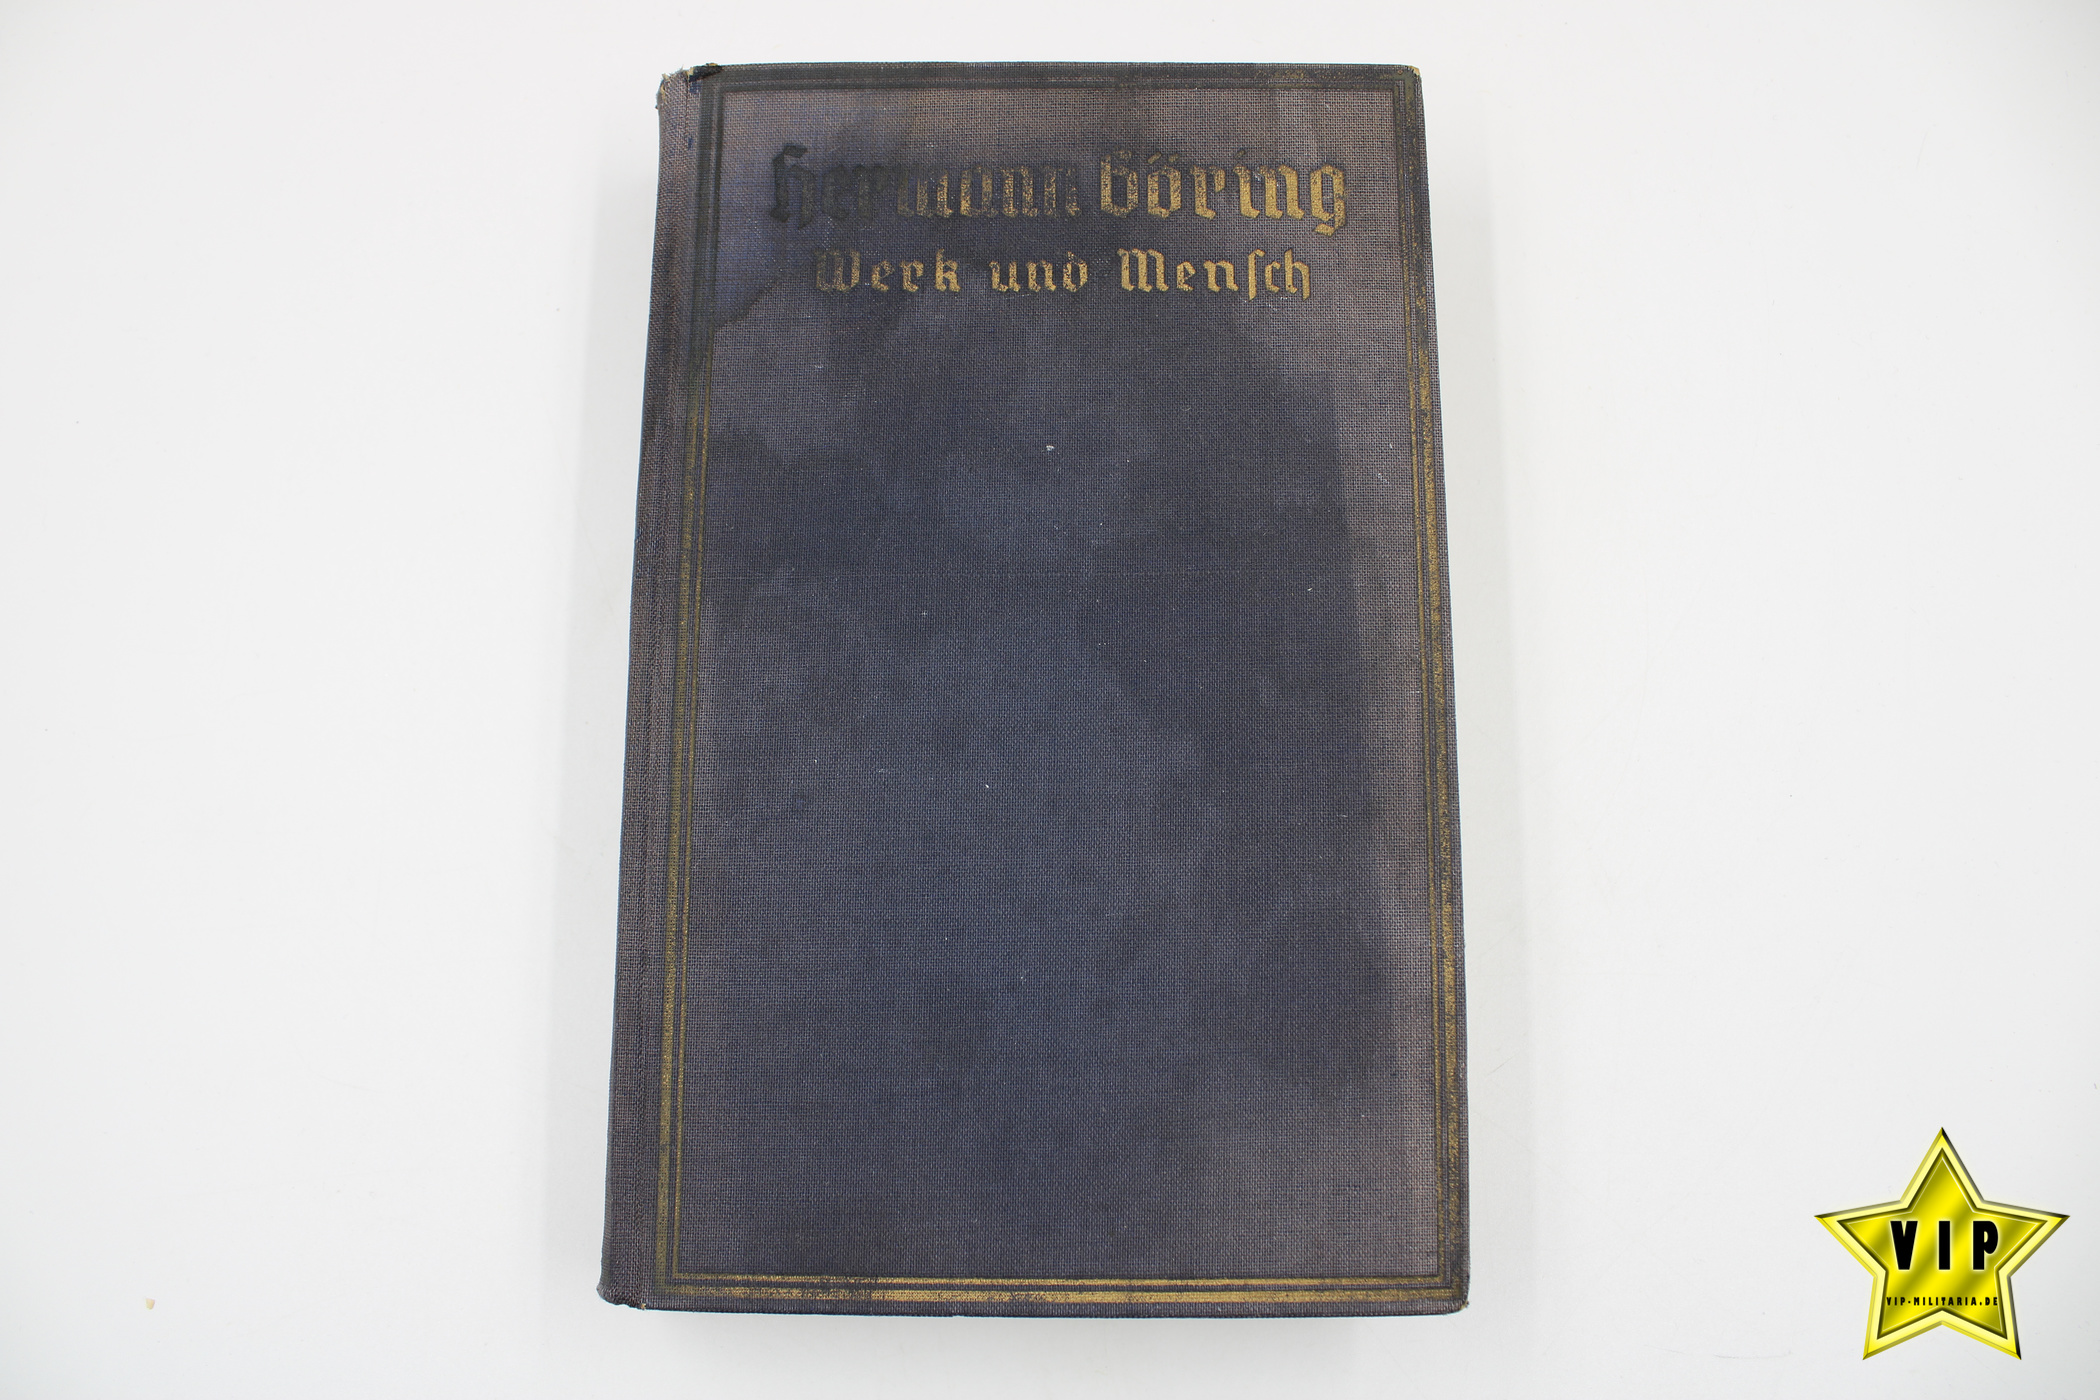 Hermann Göring
Werk und Mensch
VIP
VIP-MILITARIA.DE